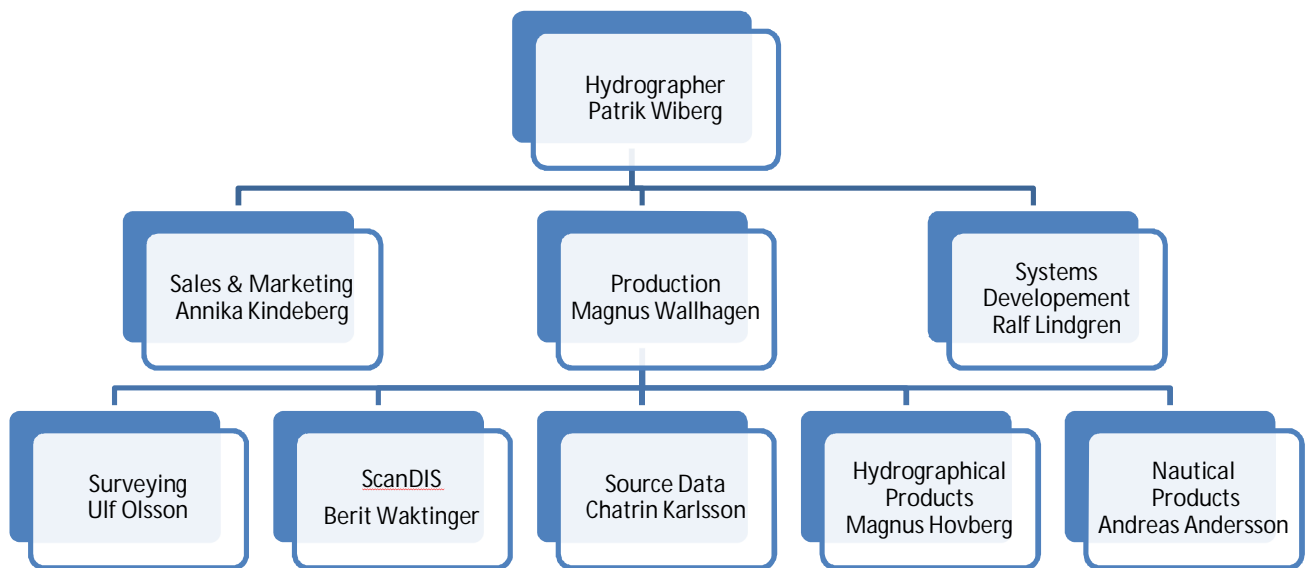 Hydrographer
Patrik Wiberg
Sales & Marketing
Annika Kindeberg
Production
Magnus Wallhagen
Systems
Developement
Ralf Lindgren
Surveying
Ulf Olsson
ScanDIS
Berit Waktinger
Source Data
Chatrin Karlsson
Hydrographical
Products
Magnus Hovberg
Nautical
Products
Andreas Andersson